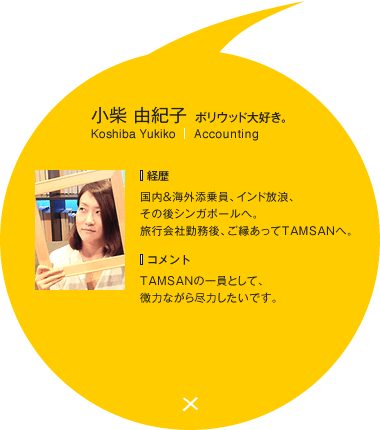 小柴 由紀子 ボリウッド大好き。
Koshiba Yukiko | Accounting
経歴
国内&海外添乗員、インド放浪、
その後シンガポールへ。
旅行会社勤務後、ご縁あってTAMSANへ。
コメント
TAMSANの一員として、
微力ながら尽力したいです。